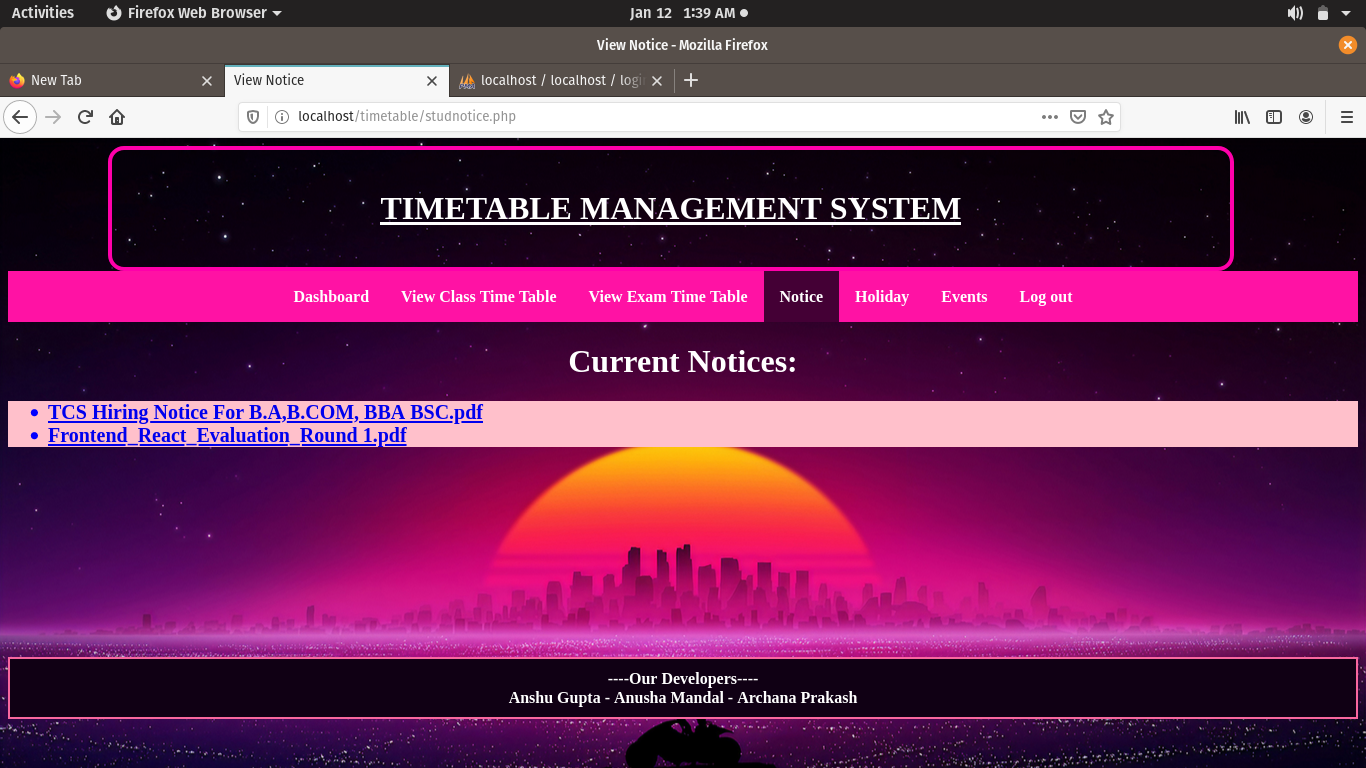 Activities Firefox Web Browser Jan 12 1:39 AM
View Notice - Mozilla Firefox
New Tab View Notice localhost / localhost / logi
localhost/timetable/studnotice.php
TIMETABLE MANAGEMENT SYSTEM
Dashboard View Class Time Table View Exam Time Table Notice Holiday Events Log out
Current Notices:
• TCS Hiring Notice For B.A,B.COM, BBA BSC.pdf
• Frontend_React_Evaluation_Round 1.pdf
----Our Developers----
Anshu Gupta - Anusha Mandal - Archana Prakash